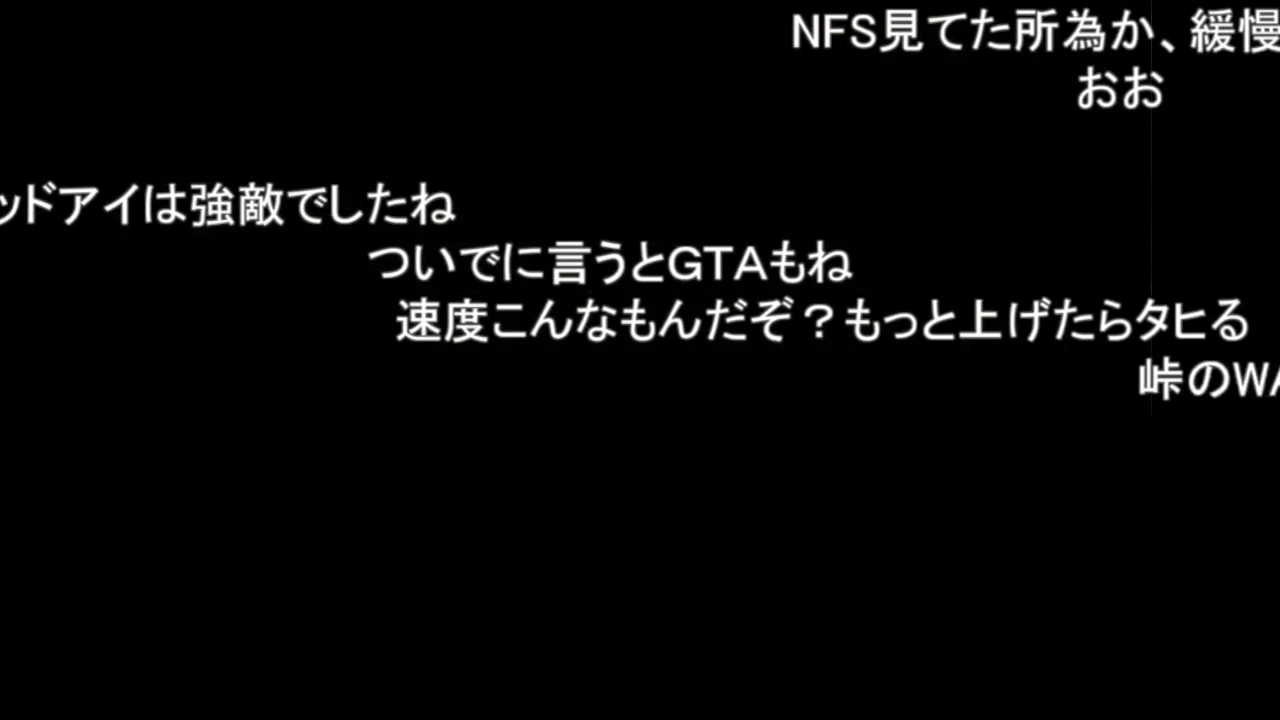 NFS見てた所為か、緩慢
おお
ッドアイは強敵でしたね
ついでに言うとGTAもね
速度こんなもんだぞ？もっと上げたらタヒる
峠のWA